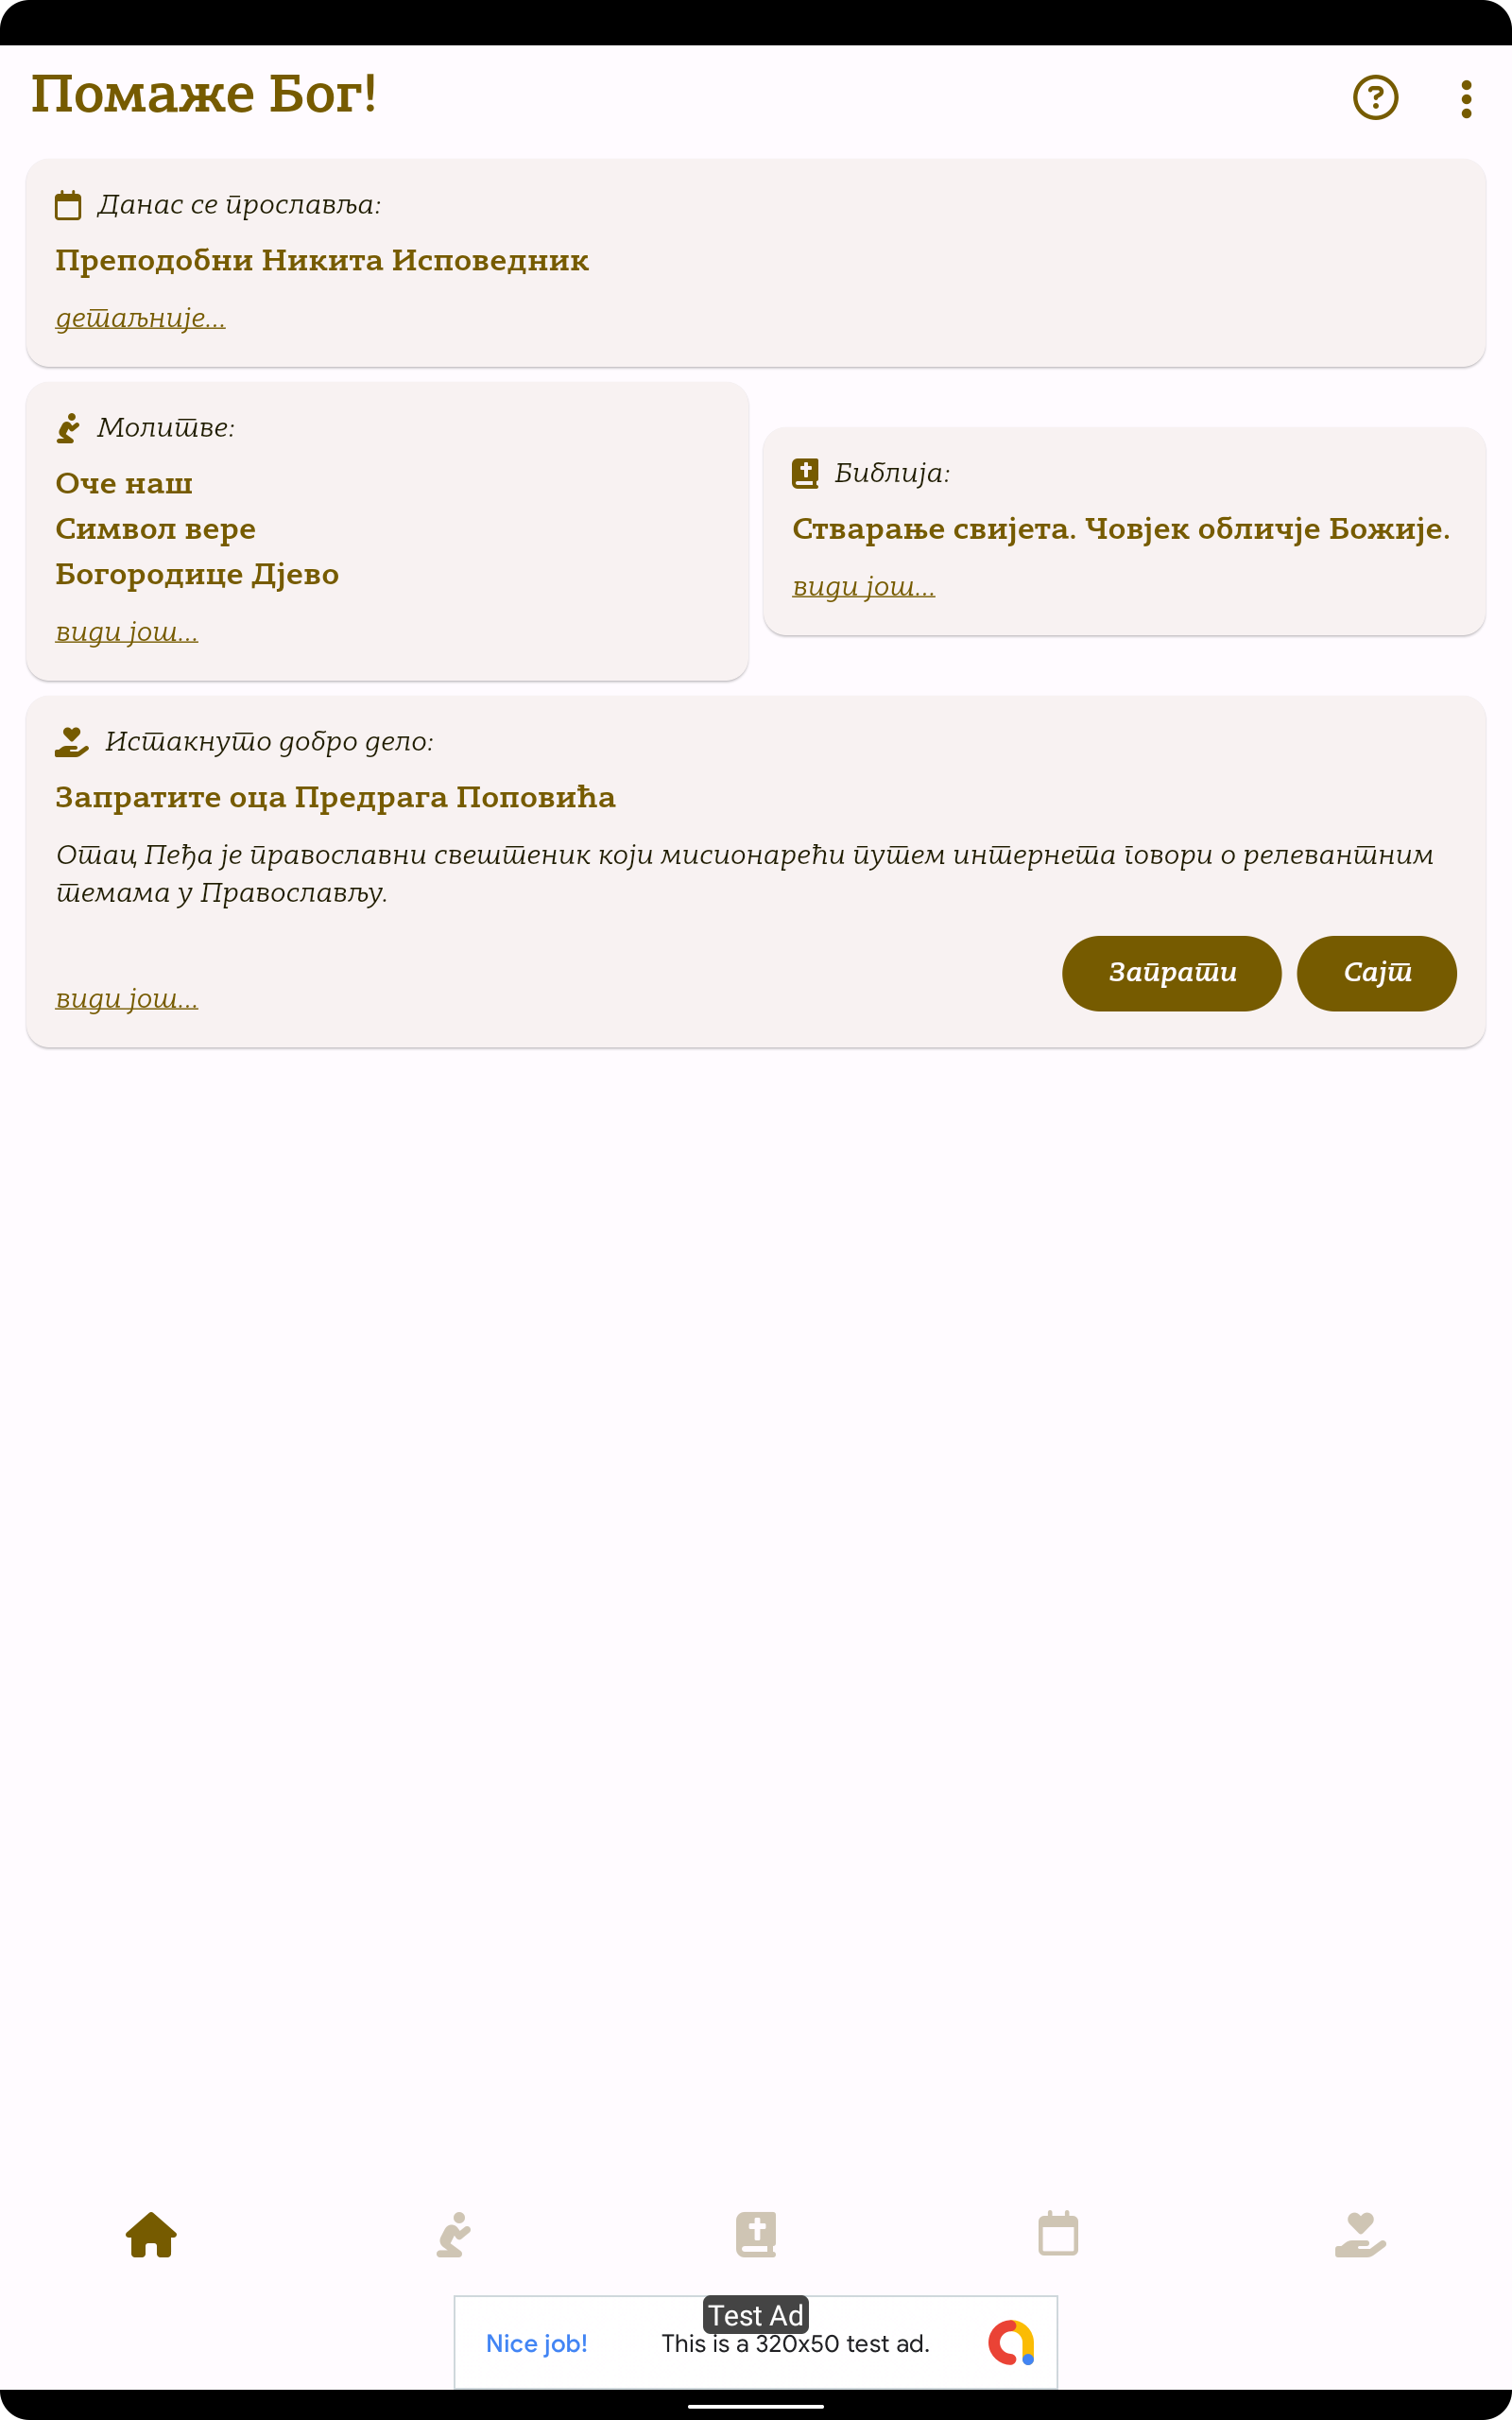 Помаже Бог!
Данас се прославља:
Преподобни Никита Исповедник
детаљније...
Молитве:
Оче наш
Символ вере
Богородице Дјево
види још...
Библија:
Стварање свијета. Човјек обличје Божије.
види још...
Истакнуто добро дело:
Запратите оца Предрага Поповића
Отац Пеђа је православни свештеник који мисионарећи путем интернета говори о релевантним
темама у Православљу.
Запрати
Сајт
види још...
Test Ad
Nice job!
This is a 320x50 test ad.